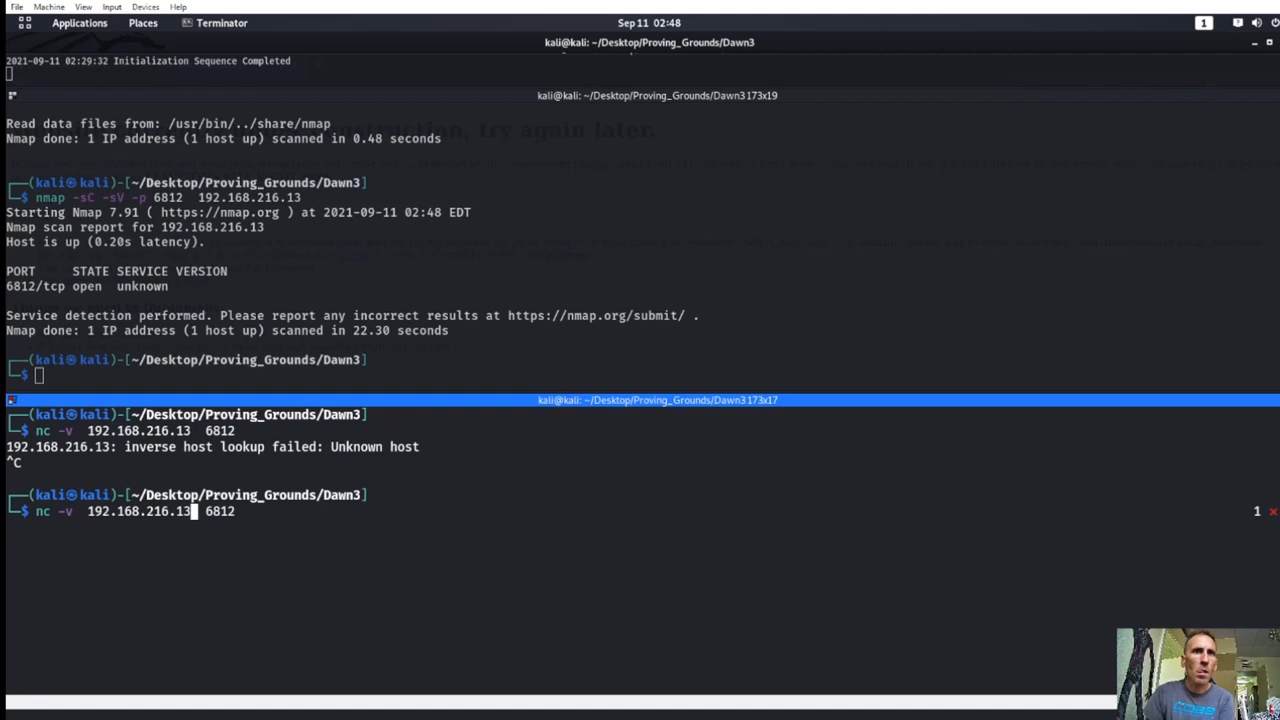 File Machine View Input Devices Help
Applications Places Terminator Sep 11 02:48 1
kali@kali: ~/Desktop/Proving_Grounds/Dawn3
2021-09-11 02:29:32 Initialization Sequence Completed
kali@kali: ~/Desktop/Proving_Grounds/Dawn3 173x19
Read data files from: /usr/bin/../share/nmap
Nmap done: 1 IP address (1 host up) scanned in 0.48 seconds
┌──(kali㉿kali)-[~/Desktop/Proving_Grounds/Dawn3]
└─$ nmap -sC -sV -p 6812  192.168.216.13
Starting Nmap 7.91 ( https://nmap.org ) at 2021-09-11 02:48 EDT
Nmap scan report for 192.168.216.13
Host is up (0.20s latency).
PORT     STATE SERVICE VERSION
6812/tcp open  unknown
Service detection performed. Please report any incorrect results at https://nmap.org/submit/ .
Nmap done: 1 IP address (1 host up) scanned in 22.30 seconds
┌──(kali㉿kali)-[~/Desktop/Proving_Grounds/Dawn3]
└─$
kali@kali: ~/Desktop/Proving_Grounds/Dawn3 173x17
┌──(kali㉿kali)-[~/Desktop/Proving_Grounds/Dawn3]
└─$ nc -v  192.168.216.13  6812
192.168.216.13: inverse host lookup failed: Unknown host
^C
┌──(kali㉿kali)-[~/Desktop/Proving_Grounds/Dawn3]
└─$ nc -v  192.168.216.13  6812 1 ⨯